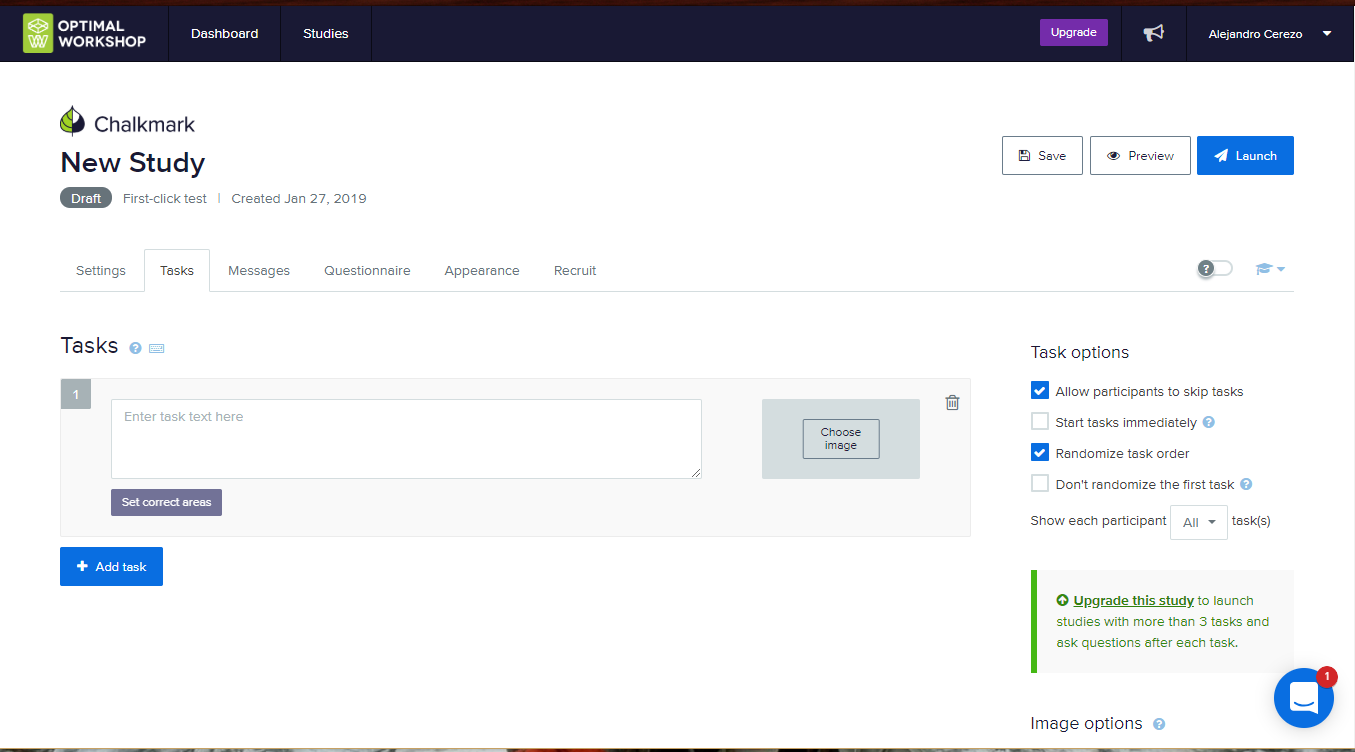 OPTIMAL
WORKSHOP
Dashboard
Studies
Upgrade
Alejandro Cerezo
Chalkmark
New Study
Save
Preview
Launch
Draft
First-click test | Created Jan 27, 2019
Settings
Tasks
Messages
Questionnaire
Appearance
Recruit
?
Tasks ?
1
Enter task text here
Choose
image
Set correct areas
+ Add task
Task options
Allow participants to skip tasks
Start tasks immediately ?
Randomize task order
Don't randomize the first task ?
Show each participant All task(s)
Upgrade this study to launch
studies with more than 3 tasks and
ask questions after each task.
1
Image options ?